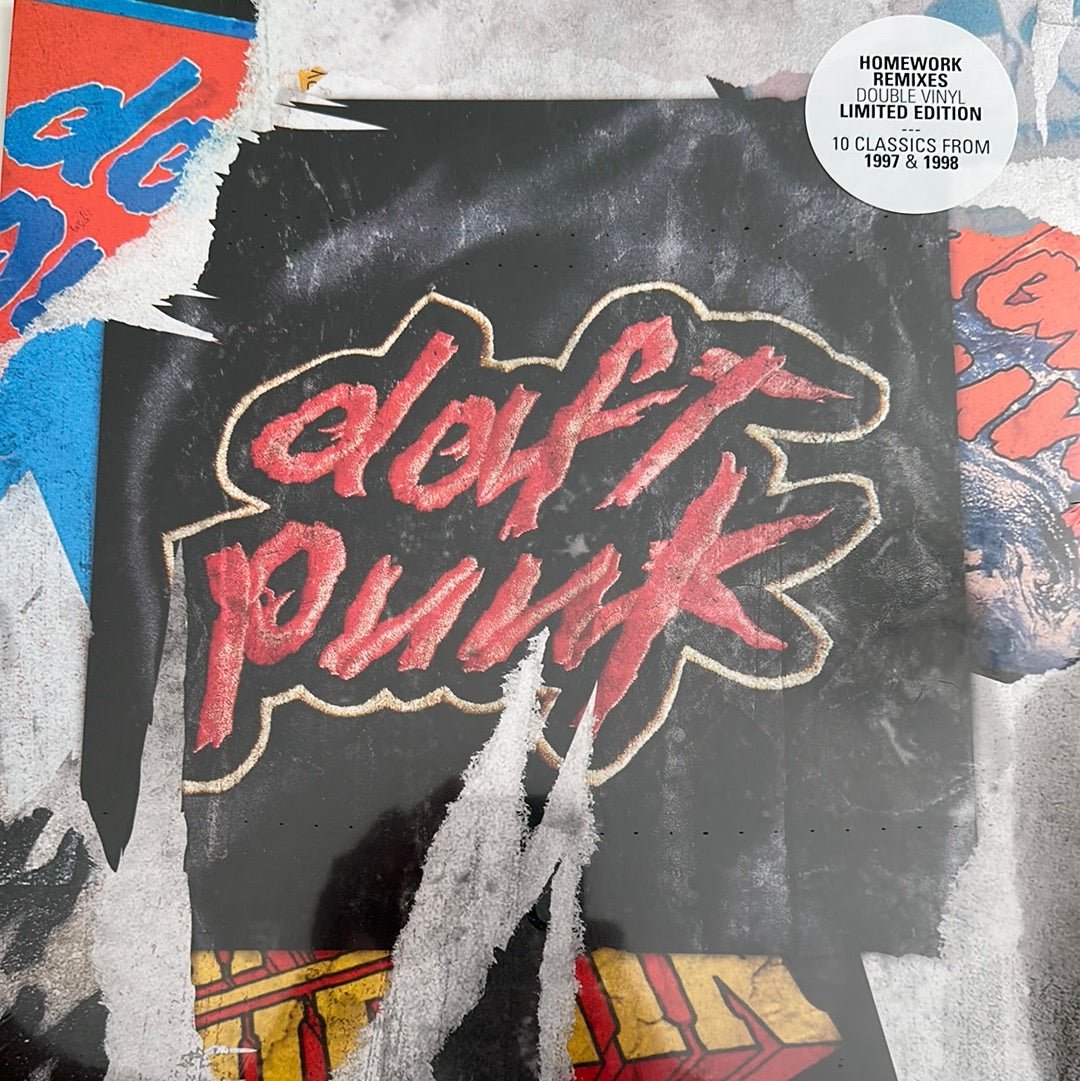 HOMEWORK
REMIXES
DOUBLE VINYL
LIMITED EDITION
---
10 CLASSICS FROM
1997 & 1998
daft
punk